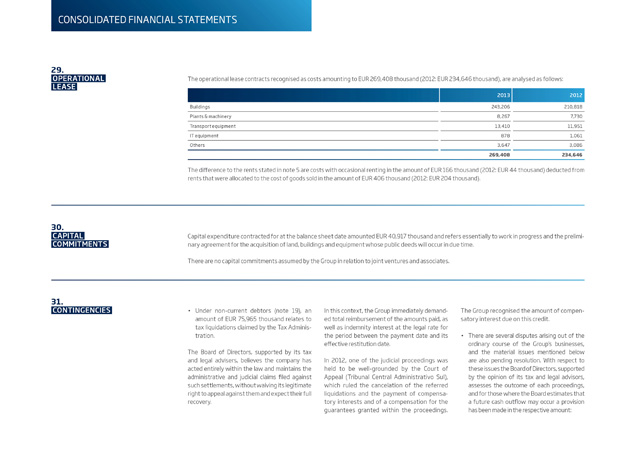 CONSOLIDATED FINANCIAL STATEMENTS
29.
OPERATIONAL
LEASE
The operational lease contracts recognised as costs amounting to EUR 269,408 thousand (2012: EUR 234,646 thousand), are analysed as follows:
2013 2012
Buildings 243,206 210,818
Plants & machinery 8,267 7,730
Transport equipment 13,410 11,951
IT equipment 878 1,061
Others 3,647 3,086
269,408 234,646
The difference to the rents stated in note 5 are costs with occasional renting in the amount of EUR 166 thousand (2012: EUR 44 thousand) deducted from
rents that were allocated to the cost of goods sold in the amount of EUR 406 thousand (2012: EUR 204 thousand).
30.
CAPITAL
COMMITMENTS
Capital expenditure contracted for at the balance sheet date amounted EUR 40,917 thousand and refers essentially to work in progress and the prelimi-
nary agreement for the acquisition of land, buildings and equipment whose public deeds will occur in due time.
There are no capital commitments assumed by the Group in relation to joint ventures and associates.
31.
CONTINGENCIES
• Under non-current debtors (note 19), an
amount of EUR 75,965 thousand relates to
tax liquidations claimed by the Tax Adminis-
tration.
The Board of Directors, supported by its tax
and legal advisers, believes the company has
acted entirely within the law and maintains the
administrative and judicial claims filed against
such settlements, without waiving its legitimate
right to appeal against them and expect their full
recovery.
In this context, the Group immediately demand-
ed total reimbursement of the amounts paid, as
well as indemnity interest at the legal rate for
the period between the payment date and its
effective restitution date.
In 2012, one of the judicial proceedings was
held to be well-grounded by the Court of
Appeal (Tribunal Central Administrativo Sul),
which ruled the cancelation of the referred
liquidations and the payment of compensa-
tory interests and of a compensation for the
guarantees granted within the proceedings.
The Group recognised the amount of compen-
satory interest due on this credit.
• There are several disputes arising out of the
ordinary course of the Group's businesses,
and the material issues mentioned below
are also pending resolution. With respect to
these issues the Board of Directors, supported
by the opinion of its tax and legal advisors,
assesses the outcome of each proceedings,
and for those where the Board estimates that
a future cash outflow may occur a provision
has been made in the respective amount: